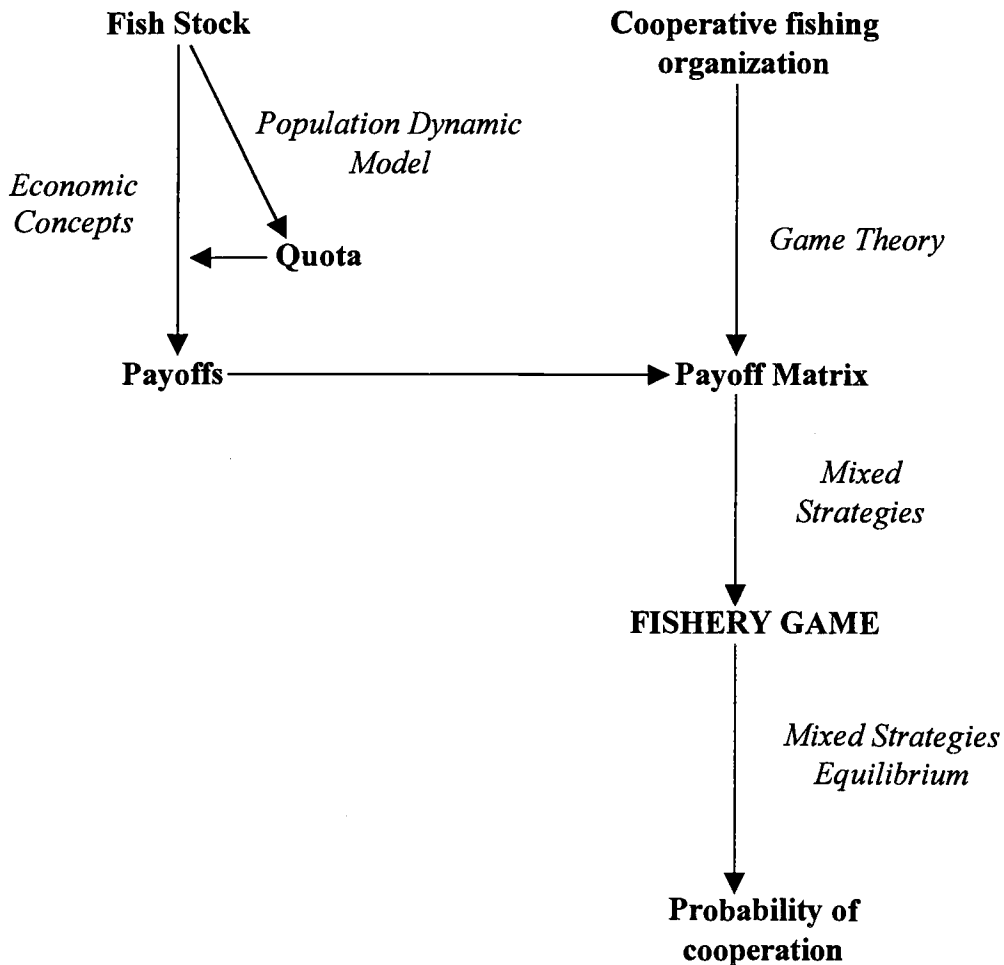 Fish Stock
Cooperative fishing
organization
Population Dynamic
Model
Economic
Concepts
Game Theory
Quota
Payoffs
Payoff Matrix
Mixed
Strategies
FISHERY GAME
Mixed Strategies
Equilibrium
Probability of
cooperation